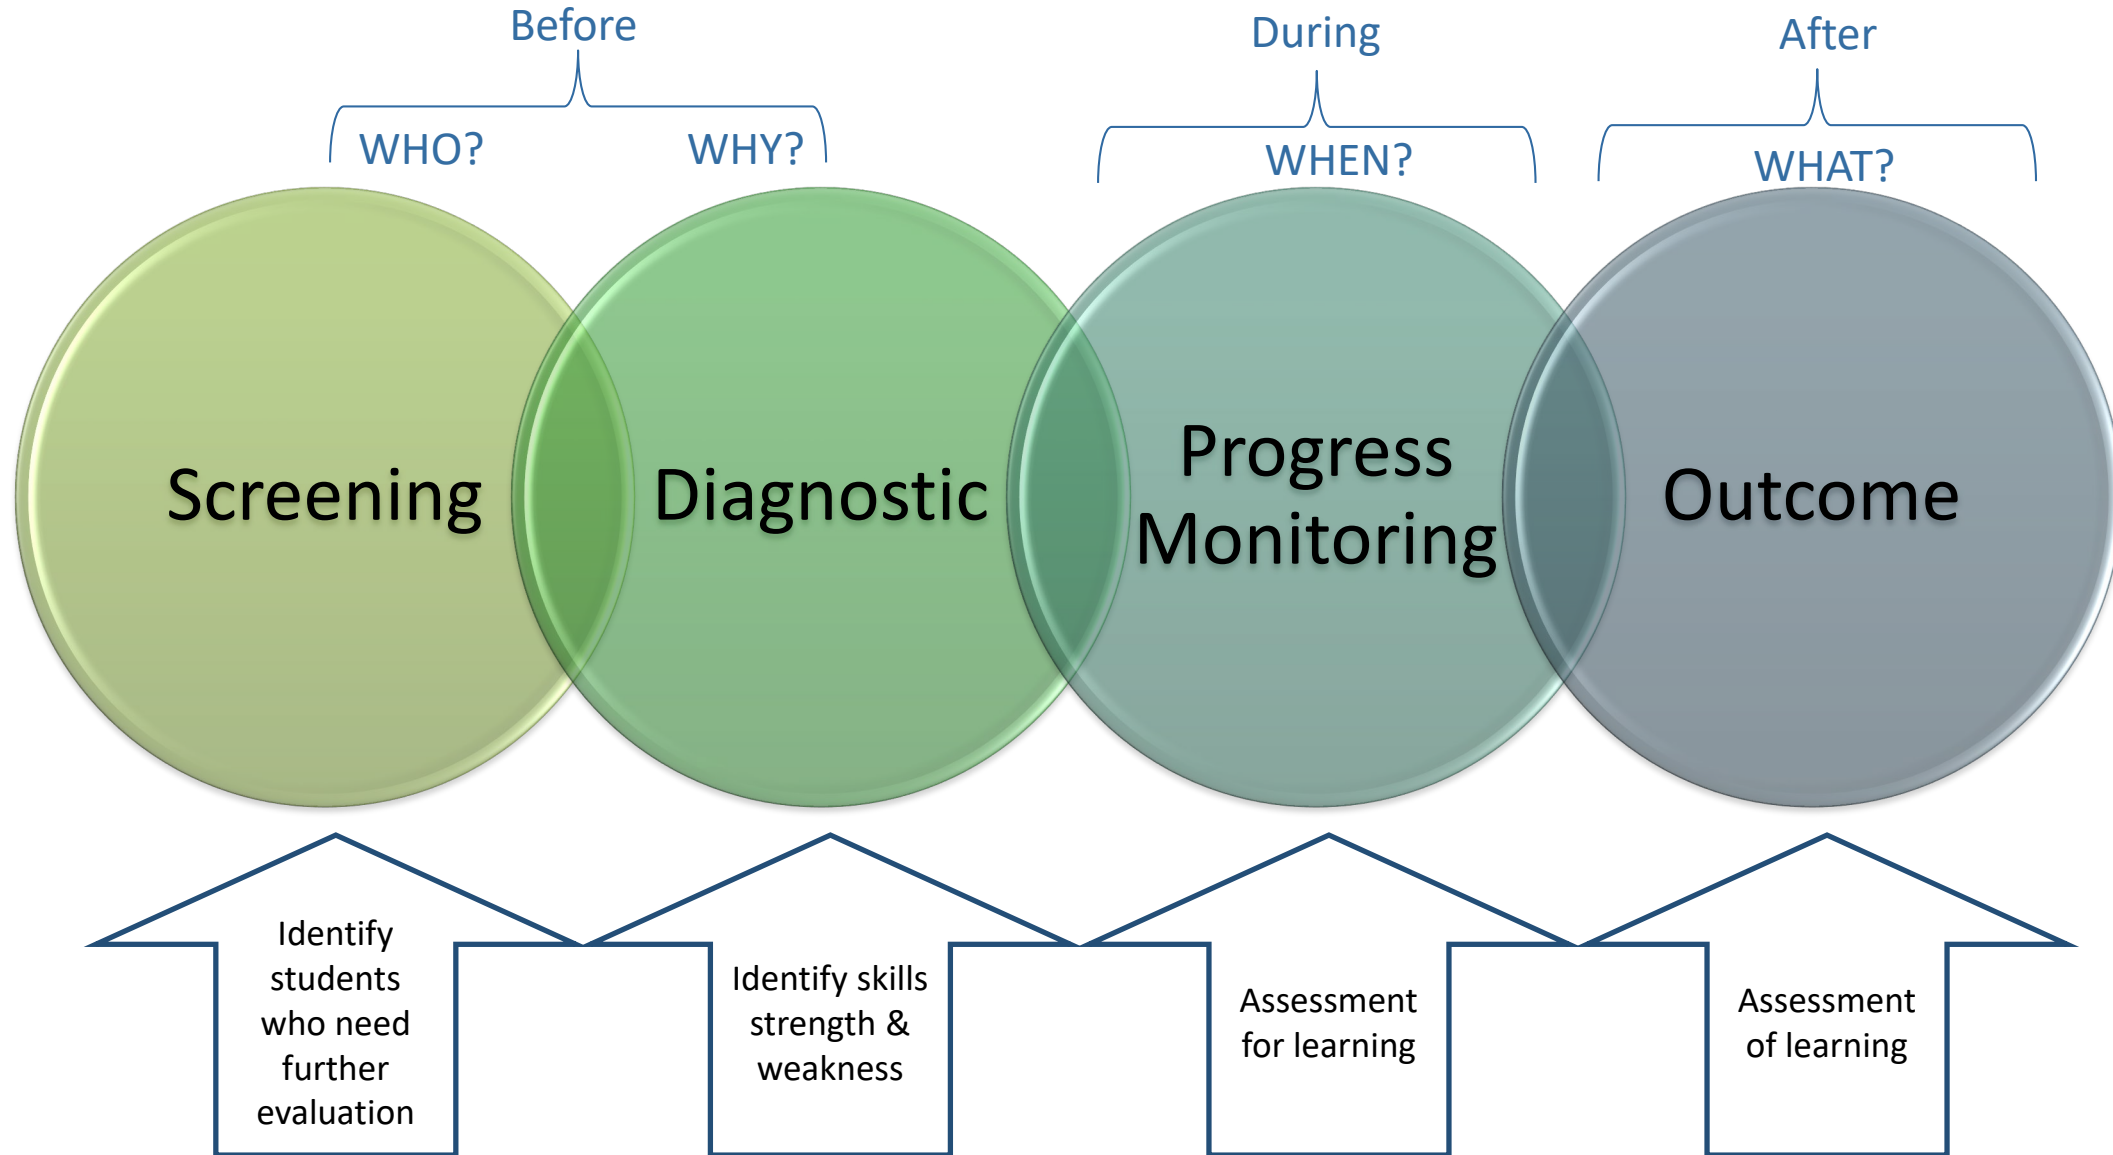 Before
During
After
WHO?
WHY?
WHEN?
WHAT?
Screening
Diagnostic
Progress
Monitoring
Outcome
Identify
students
who need
further
evaluation
Identify skills
strength &
weakness
Assessment
for learning
Assessment
of learning